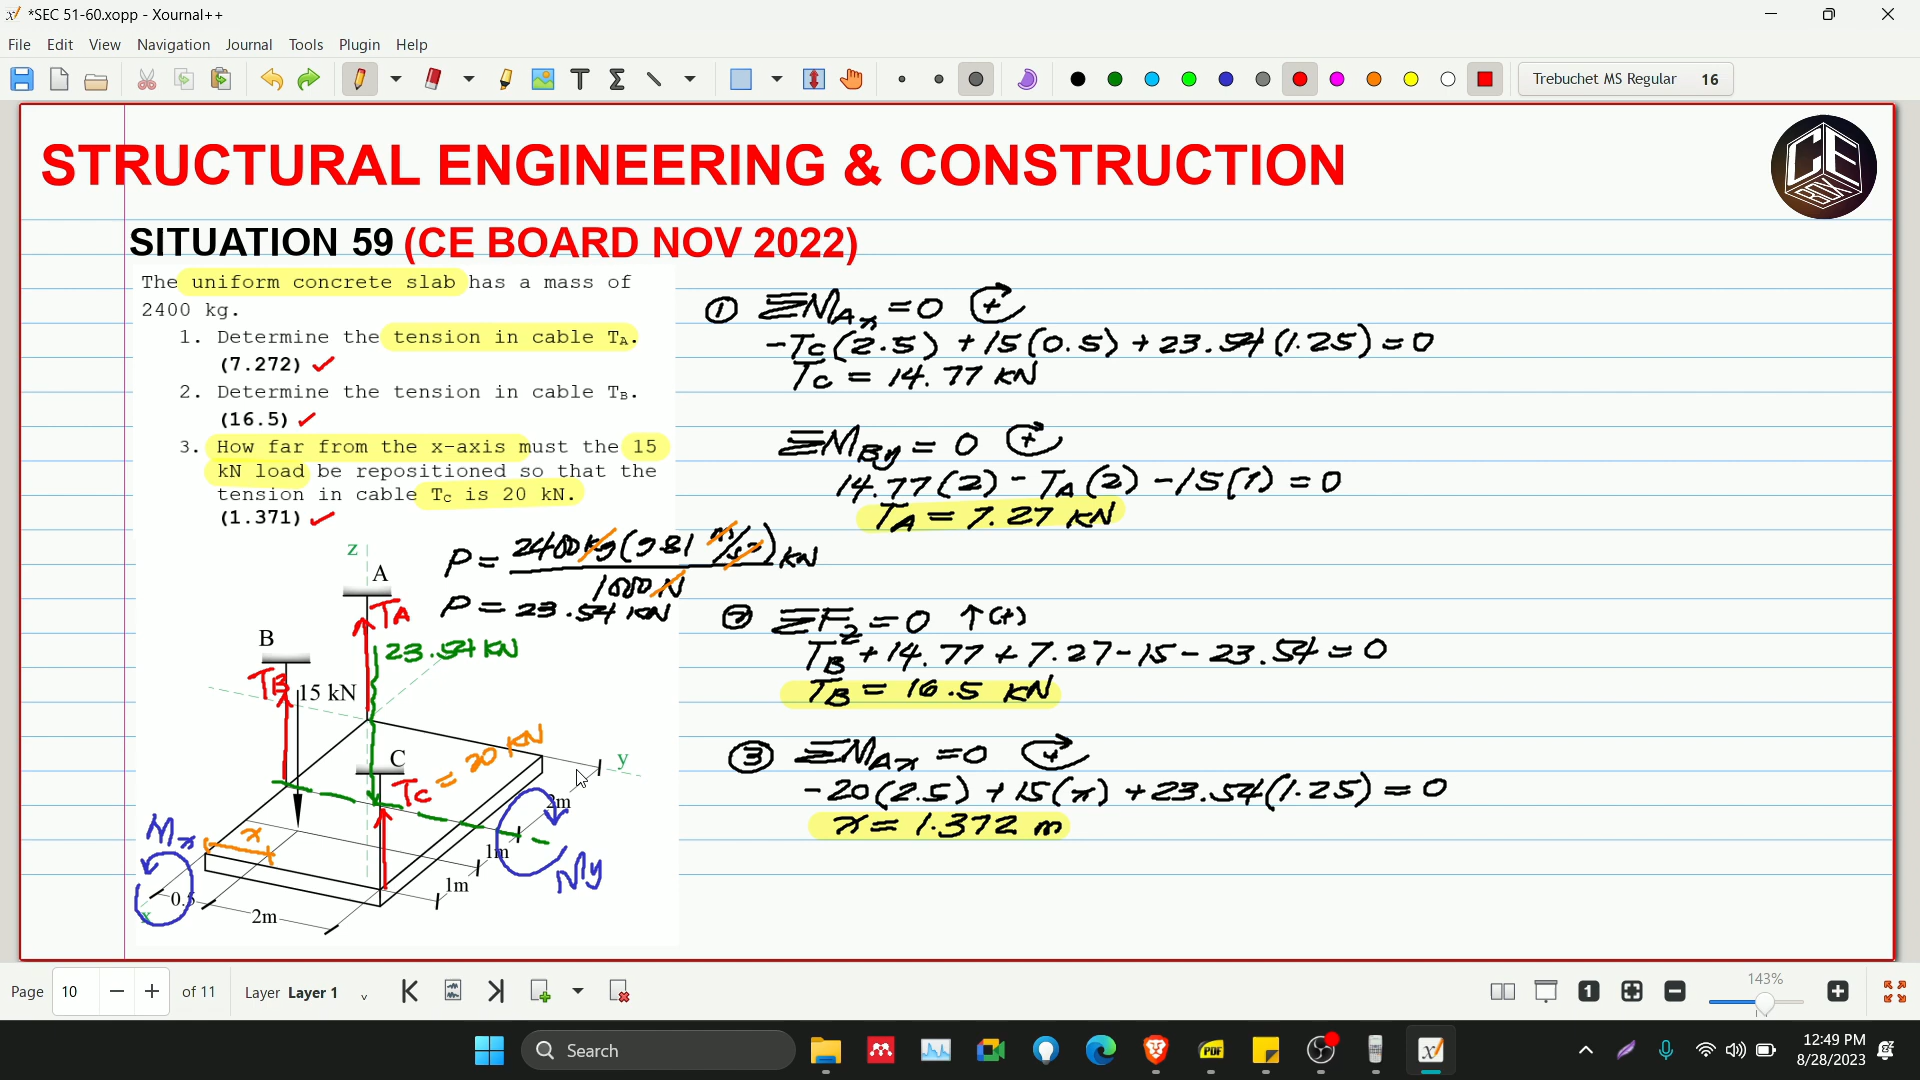 *SEC 51-60.xopp - Xournal++
File Edit View Navigation Journal Tools Plugin Help
Trebuchet MS Regular 16
STRUCTURAL ENGINEERING & CONSTRUCTION
CE
BOX
SITUATION 59 (CE BOARD NOV 2022)
The uniform concrete slab has a mass of
2400 kg.
1. Determine the tension in cable TA.
(7.272)
2. Determine the tension in cable TB.
(16.5)
3. How far from the x-axis must the 15
kN load be repositioned so that the
tension in cable TC is 20 kN.
(1.371)
P = 2400kg(9.81 m/s²) kN
1000N
P = 23.54 KN
z
A
TA
B
23.54 KN
TB
15 kN
C
TC = 20 KN
y
2m
Mx
x
1m
My
1m
0.5
x
2m
① ΣMAx = 0 (+)
-TC(2.5) + 15(0.5) + 23.54(1.25) = 0
TC = 14.77 KN
ΣMBy = 0 (+)
14.77(2) - TA(2) - 15(1) = 0
TA = 7.27 KN
② ΣFz = 0 ↑(+)
TB + 14.77 + 7.27 - 15 - 23.54 = 0
TB = 16.5 KN
③ ΣMAx = 0 (+)
-20(2.5) + 15(x) + 23.54(1.25) = 0
x = 1.372 m
Page 10 of 11 Layer Layer 1
143%
Search
PDF
12:49 PM
8/28/2023